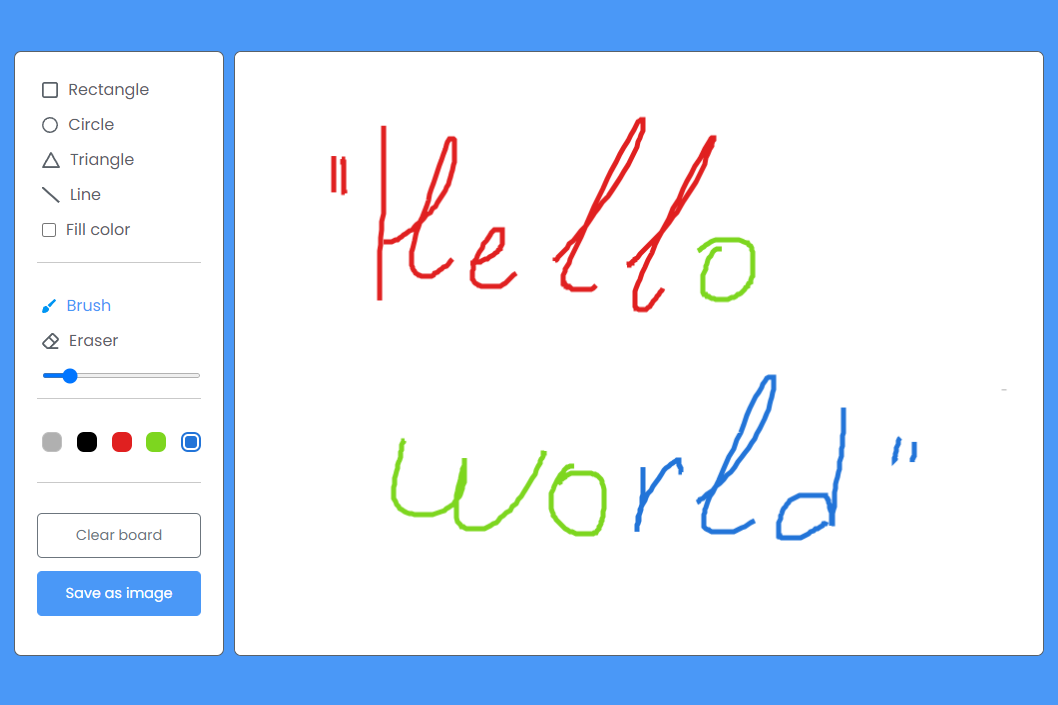 Rectangle
Circle
Triangle
Line
Fill color
Brush
Eraser
Clear board
Save as image
"Hello
world"